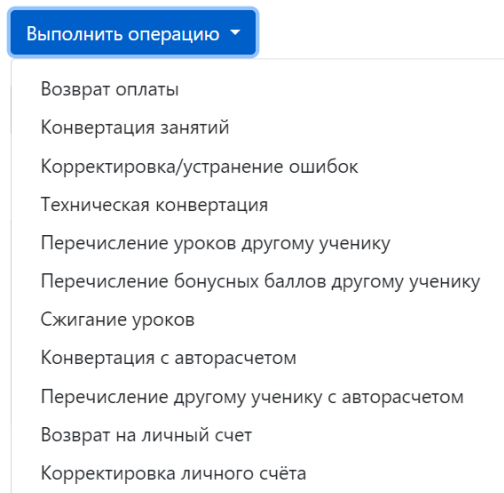 Выполнить операцию
Возврат оплаты
Конвертация занятий
Корректировка/устранение ошибок
Техническая конвертация
Перечисление уроков другому ученику
Перечисление бонусных баллов другому ученику
Сжигание уроков
Конвертация с авторасчетом
Перечисление другому ученику с авторасчетом
Возврат на личный счет
Корректировка личного счёта